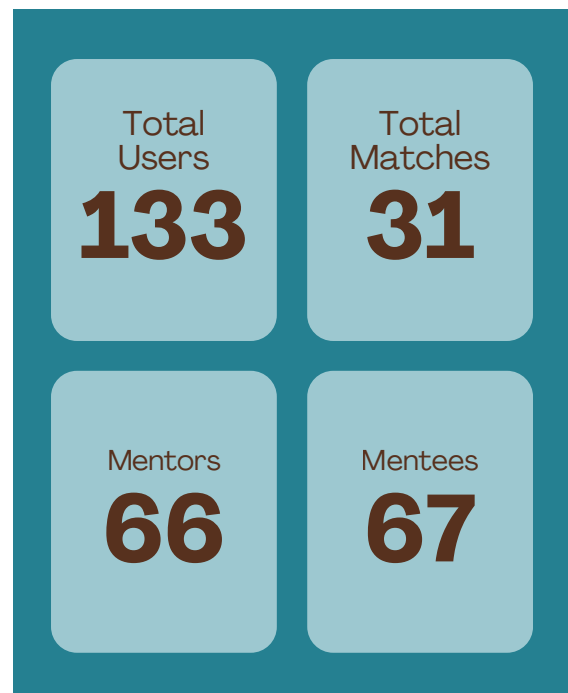 Total
Users
133
Total
Matches
31
Mentors
66
Mentees
67